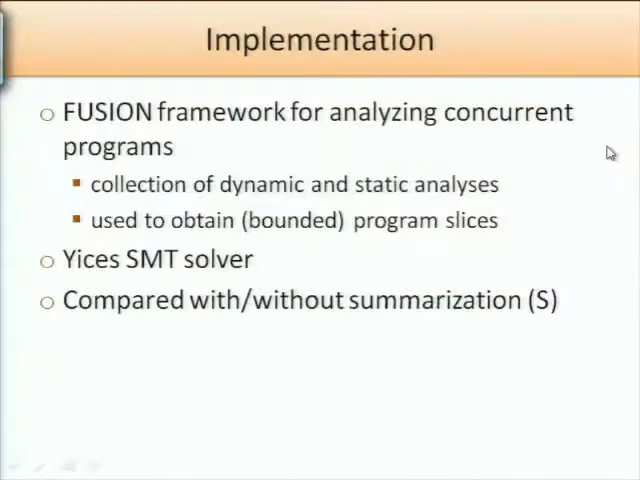 Implementation
FUSION framework for analyzing concurrent
programs
collection of dynamic and static analyses
used to obtain (bounded) program slices
Yices SMT solver
Compared with/without summarization (S)